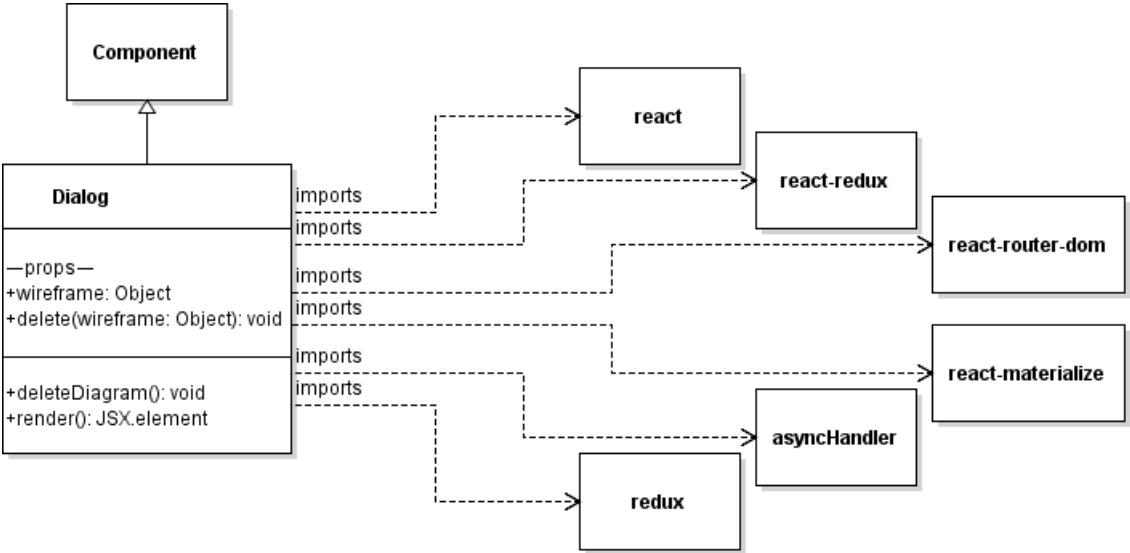 Component
react
react-redux
Dialog
imports
imports
react-router-dom
—props—
+wireframe: Object
+delete(wireframe: Object): void
imports
imports
imports
react-materialize
+deleteDiagram(): void
+render(): JSX.element
imports
asyncHandler
redux